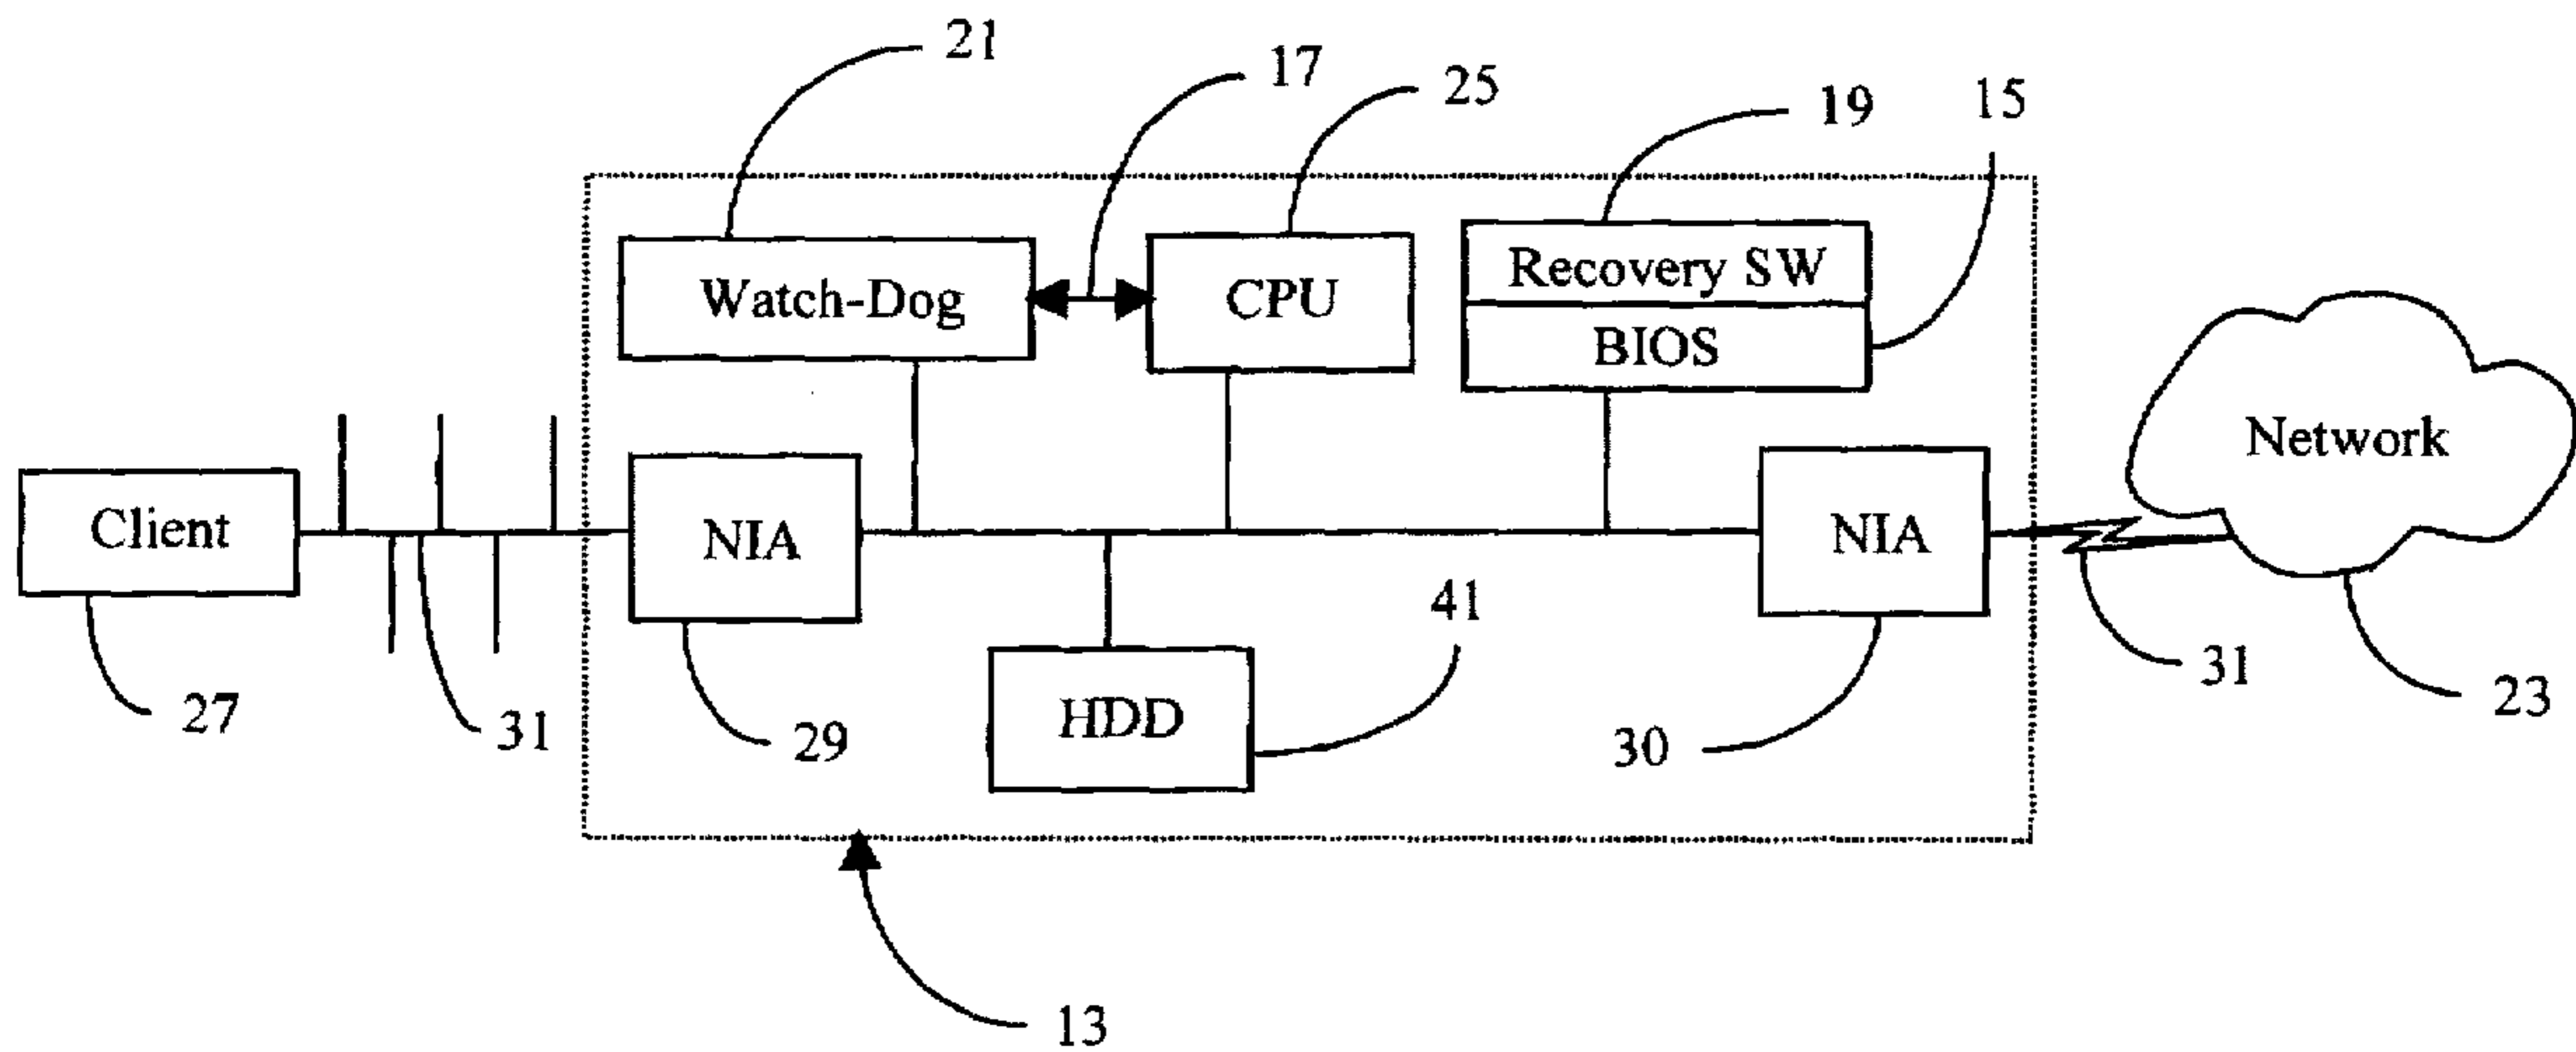 21
17
25
19
15
Watch-Dog
CPU
Recovery SW
BIOS
Network
Client
NIA
NIA
41
HDD
27
31
29
30
31
23
13